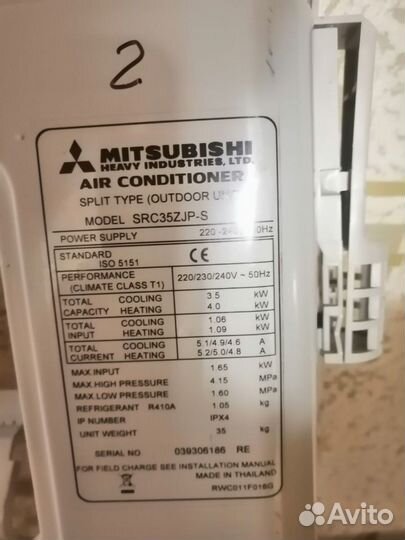 2
MITSUBISHI
HEAVY INDUSTRIES, LTD.
AIR CONDITIONER
SPLIT TYPE (OUTDOOR
MODEL SRC35ZJP-S
POWER SUPPLY
STANDARD ISO 5151 CE
PERFORMANCE (CLIMATE CLASS T1) 220/230/240V ~ 50Hz
TOTAL CAPACITY COOLING 3.5 kW
HEATING 4.0 kW
TOTAL INPUT COOLING 1.06 kW
HEATING 1.09 kW
TOTAL CURRENT COOLING 5.1/4.9/4.6 A
HEATING 5.2/5.0/4.8 A
MAX INPUT 1.65 kW
MAX HIGH PRESSURE 4.15 MPa
MAX LOW PRESSURE 1.60 MPa
REFRIGERANT R410A 1.05 kg
IP NUMBER IPX4
UNIT WEIGHT 35 kg
SERIAL NO 039306186 RE
FOR FIELD CHARGE SEE INSTALLATION MANUAL
MADE IN THAILAND
RWC011F018G
Avito